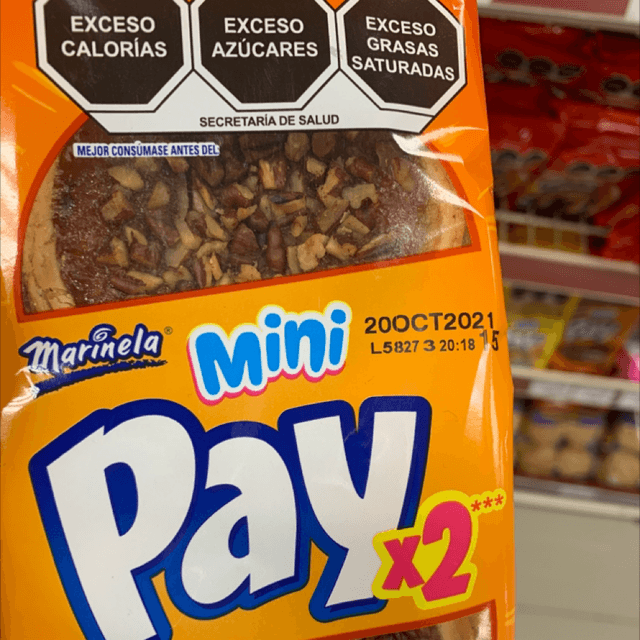 EXCESO
CALORÍAS
EXCESO
AZÚCARES
EXCESO
GRASAS
SATURADAS
SECRETARÍA DE SALUD
MEJOR CONSÚMASE ANTES DEL:
Marinela®
Mini
20OCT2021
L5827 3 20:18 15
Pay
x2***